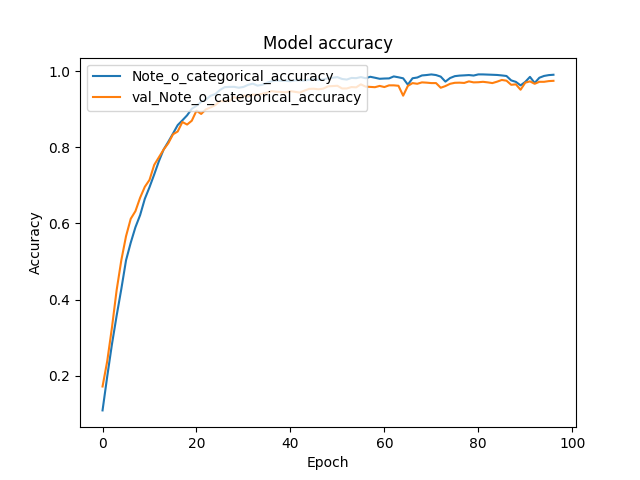 Model accuracy
Note_o_categorical_accuracy
val_Note_o_categorical_accuracy
1.0
0.8
0.6
0.4
0.2
Accuracy
0 20 40 60 80 100
Epoch